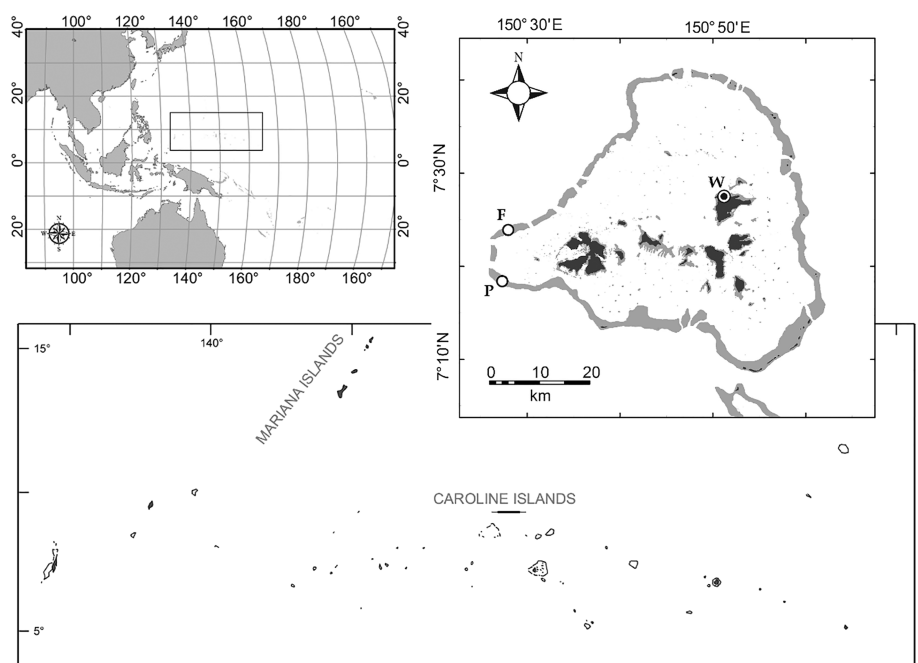 100° 120° 140° 160° 160°
40° 40°
20° 20°
0° 0°
20° 20°
N
W E
S
100° 120° 140° 160° 180° 160°
150° 30'E 150° 50'E
N
7° 30'N
W
F
P
7° 10'N
0 10 20
km
140°
15°
MARIANA ISLANDS
CAROLINE ISLANDS
5°